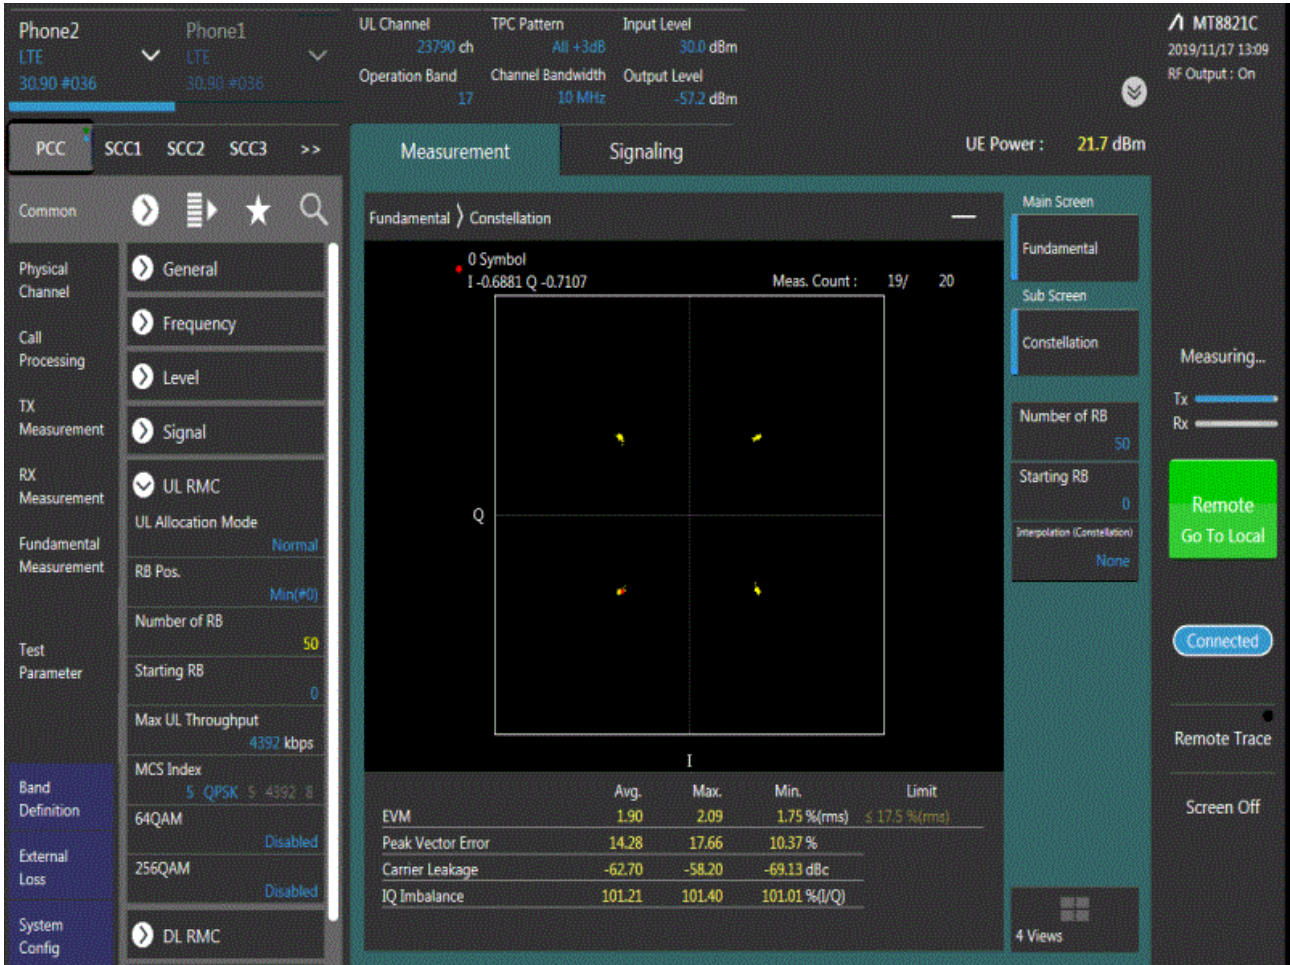 Phone2
LTE
30.90 #036
Phone1
LTE
30.90 #036
UL Channel
23790 ch
TPC Pattern
All +3dB
Input Level
30.0 dBm
Operation Band
17
Channel Bandwidth
10 MHz
Output Level
-57.2 dBm
MT8821C
2019/11/17 13:09
RF Output : On
PCC SCC1 SCC2 SCC3 >>
Measurement
Signaling
UE Power : 21.7 dBm
Common
Physical
Channel
Call
Processing
TX
Measurement
RX
Measurement
Fundamental
Measurement
Test
Parameter
Band
Definition
External
Loss
System
Config
General
Frequency
Level
Signal
UL RMC
UL Allocation Mode
Normal
RB Pos.
Min(#0)
Number of RB
50
Starting RB
0
Max UL Throughput
4392 kbps
MCS Index
5 QPSK 5 4392 8
64QAM
Disabled
256QAM
Disabled
DL RMC
Fundamental 〉 Constellation
0 Symbol
I -0.6881 Q -0.7107
Meas. Count : 19/ 20
Q
I
Avg. Max. Min. Limit
EVM 1.90 2.09 1.75 %(rms) ≤ 17.5 %(rms)
Peak Vector Error 14.28 17.66 10.37 %
Carrier Leakage -62.70 -58.20 -69.13 dBc
IQ Imbalance 101.21 101.40 101.01 %(I/Q)
Main Screen
Fundamental
Sub Screen
Constellation
Number of RB
50
Starting RB
0
Interpolation (Constellation)
None
4 Views
Measuring...
Tx
Rx
Remote
Go To Local
Connected
Remote Trace
Screen Off